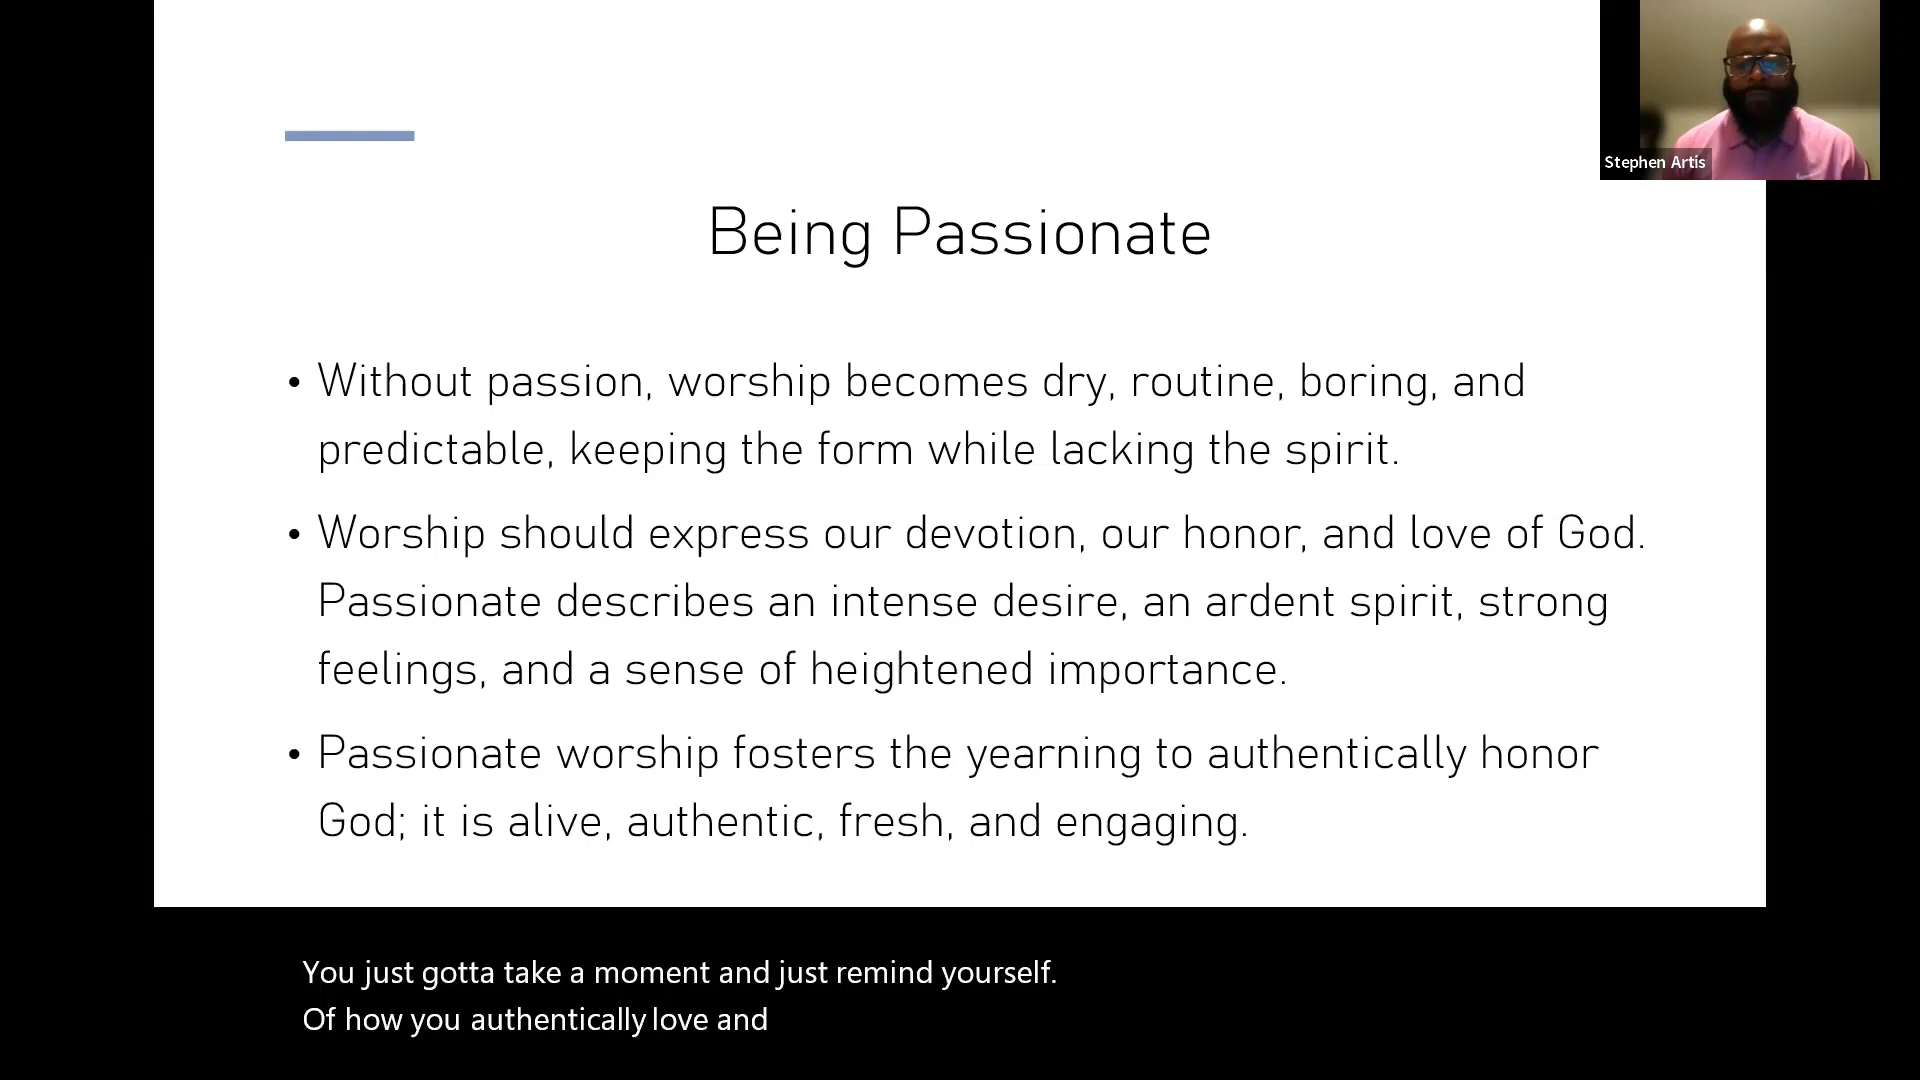 Stephen Artis
Being Passionate
• Without passion, worship becomes dry, routine, boring, and
predictable, keeping the form while lacking the spirit.
• Worship should express our devotion, our honor, and love of God.
Passionate describes an intense desire, an ardent spirit, strong
feelings, and a sense of heightened importance.
• Passionate worship fosters the yearning to authentically honor
God; it is alive, authentic, fresh, and engaging.
You just gotta take a moment and just remind yourself.
Of how you authentically love and